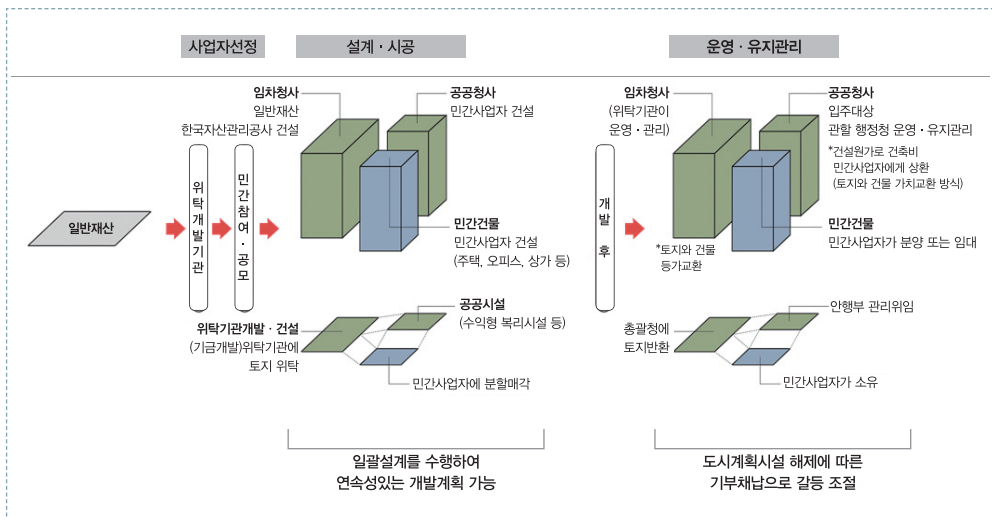 사업자선정
설계·시공
운영·유지관리
일반재산
위탁개발기관
민간참여·공모
임차청사
일반재산
한국자산관리공사 건설
공공청사
민간사업자 건설
민간건물
민간사업자 건설
(주택, 오피스, 상가 등)
위탁기관개발·건설
(기금개발)위탁기관에
토지 위탁
공공시설
(수익형 복리시설 등)
민간사업자에 분할매각
일괄설계를 수행하여
연속성있는 개발계획 가능
개발 후
임차청사
(위탁기관이
운영·관리)
공공청사
입주대상
관할 행정청 운영·유지관리
*건설원가로 건축비
민간사업자에게 상환
(토지와 건물 가치교환 방식)
*토지와 건물
등가교환
민간건물
민간사업자가 분양 또는 임대
총괄청에
토지반환
안행부 관리위임
민간사업자가 소유
도시계획시설 해제에 따른
기부채납으로 갈등 조절